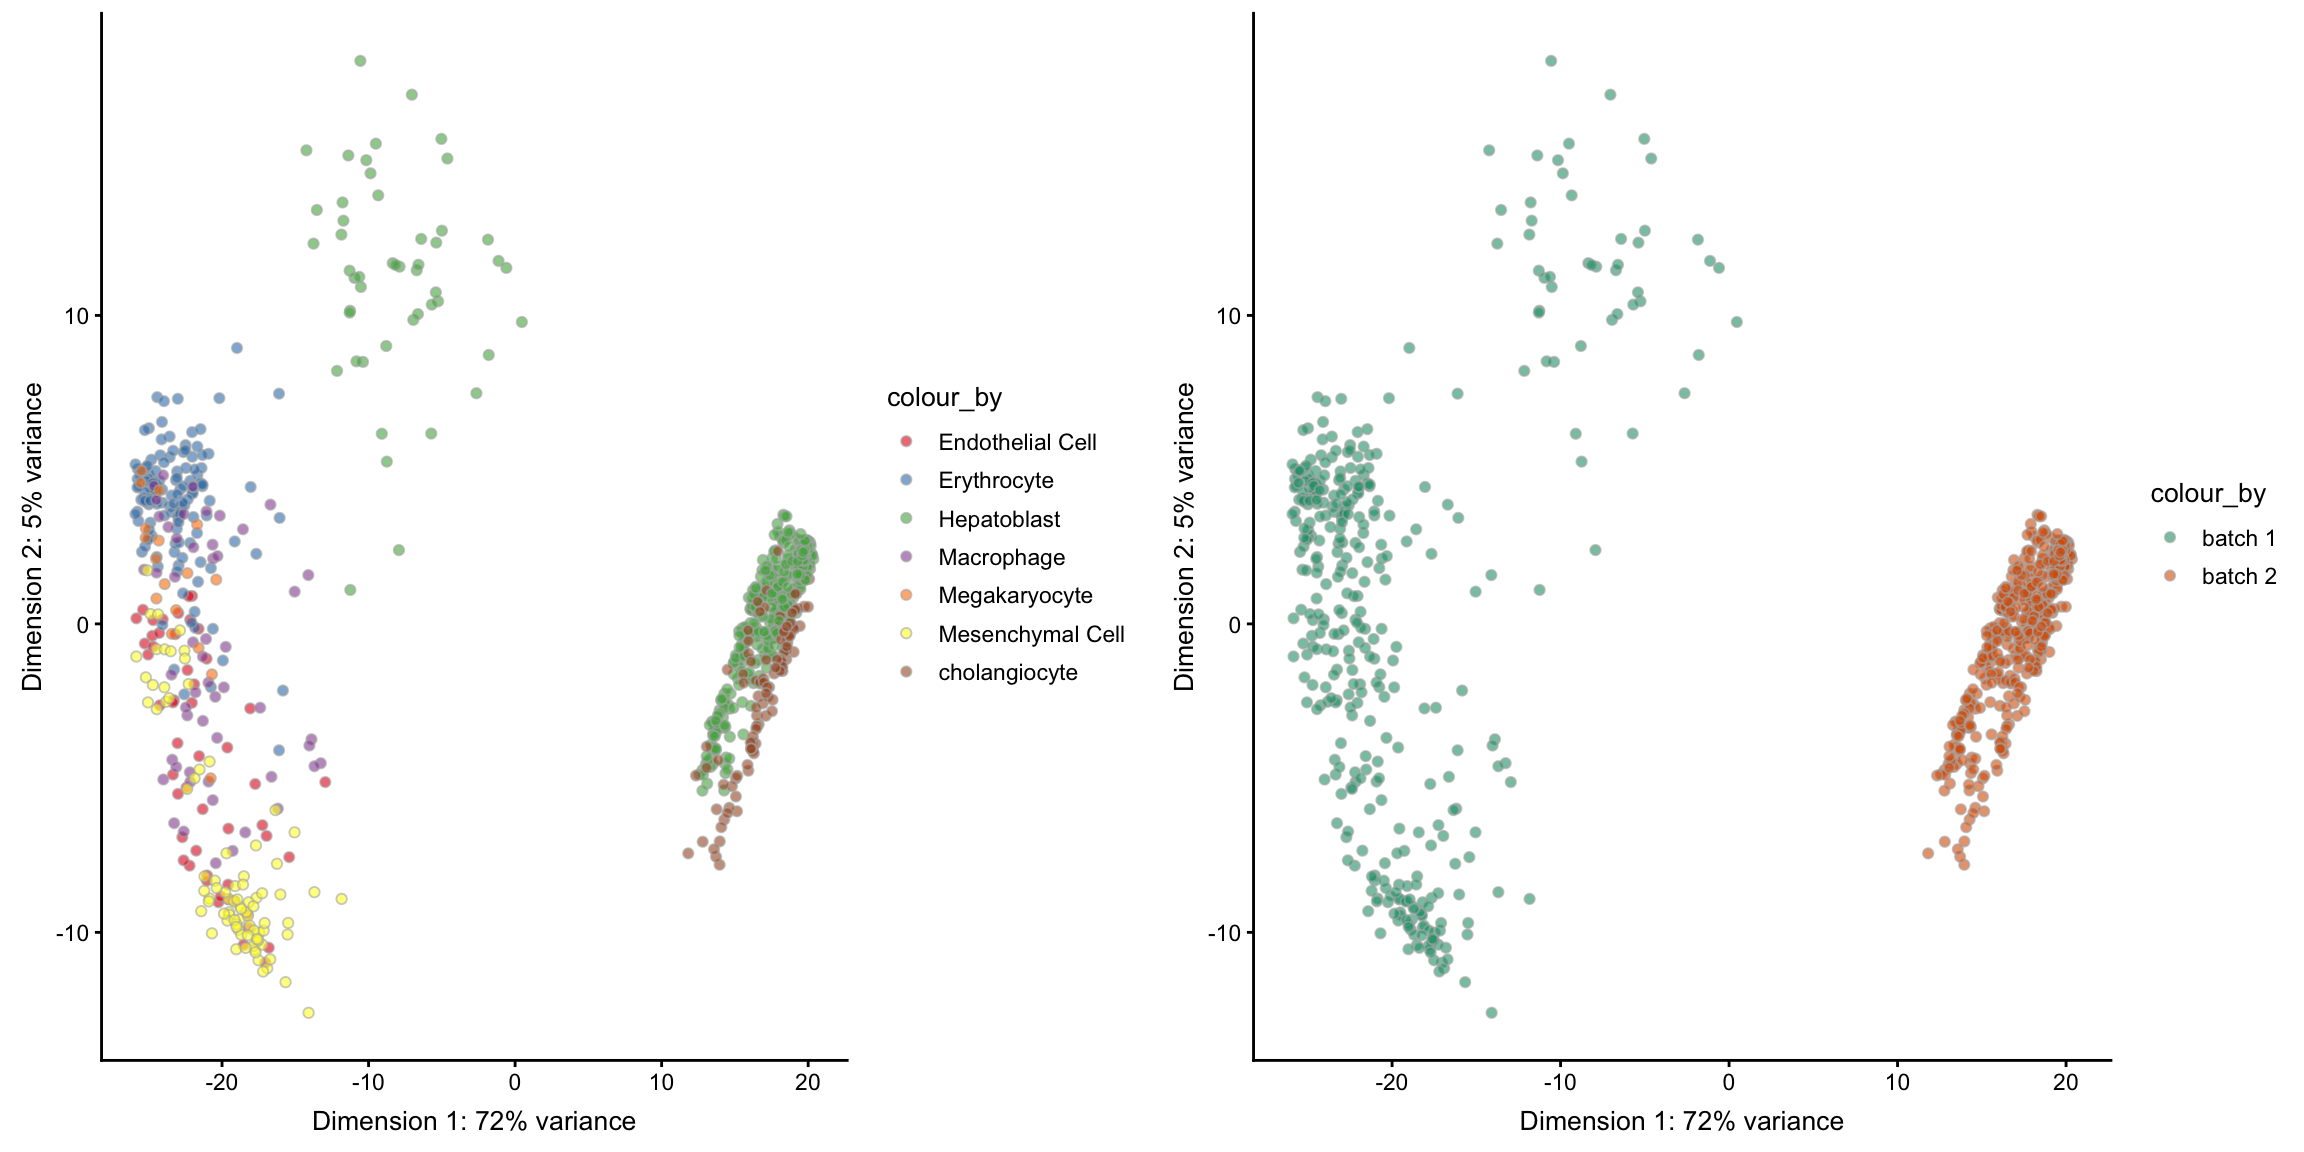 Dimension 2: 5% variance
10
0
-10
-20
-10
0
10
20
Dimension 1: 72% variance
colour_by
Endothelial Cell
Erythrocyte
Hepatoblast
Macrophage
Megakaryocyte
Mesenchymal Cell
cholangiocyte
Dimension 2: 5% variance
10
0
-10
-20
-10
0
10
20
Dimension 1: 72% variance
colour_by
batch 1
batch 2